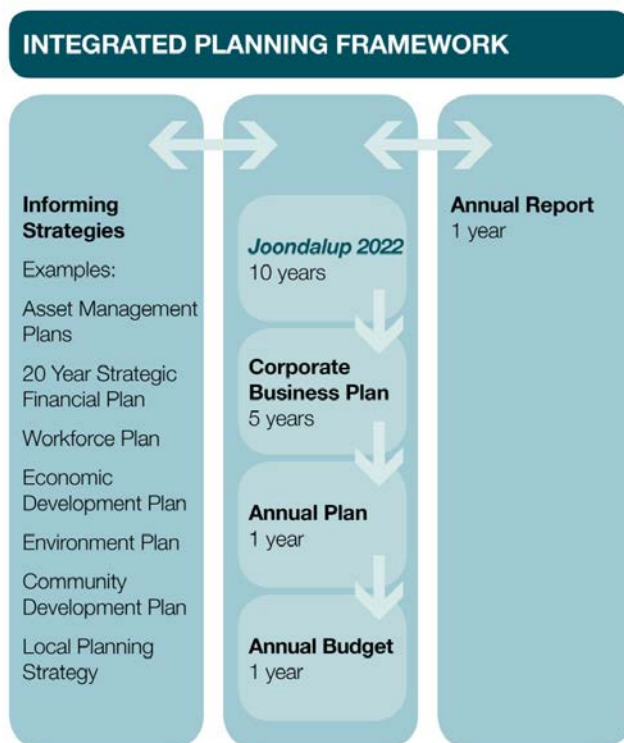 INTEGRATED PLANNING FRAMEWORK
Informing
Strategies
Examples:
Asset Management
Plans
20 Year Strategic
Financial Plan
Workforce Plan
Economic
Development Plan
Environment Plan
Community
Development Plan
Local Planning
Strategy
Joondalup 2022
10 years
Corporate
Business Plan
5 years
Annual Plan
1 year
Annual Budget
1 year
Annual Report
1 year